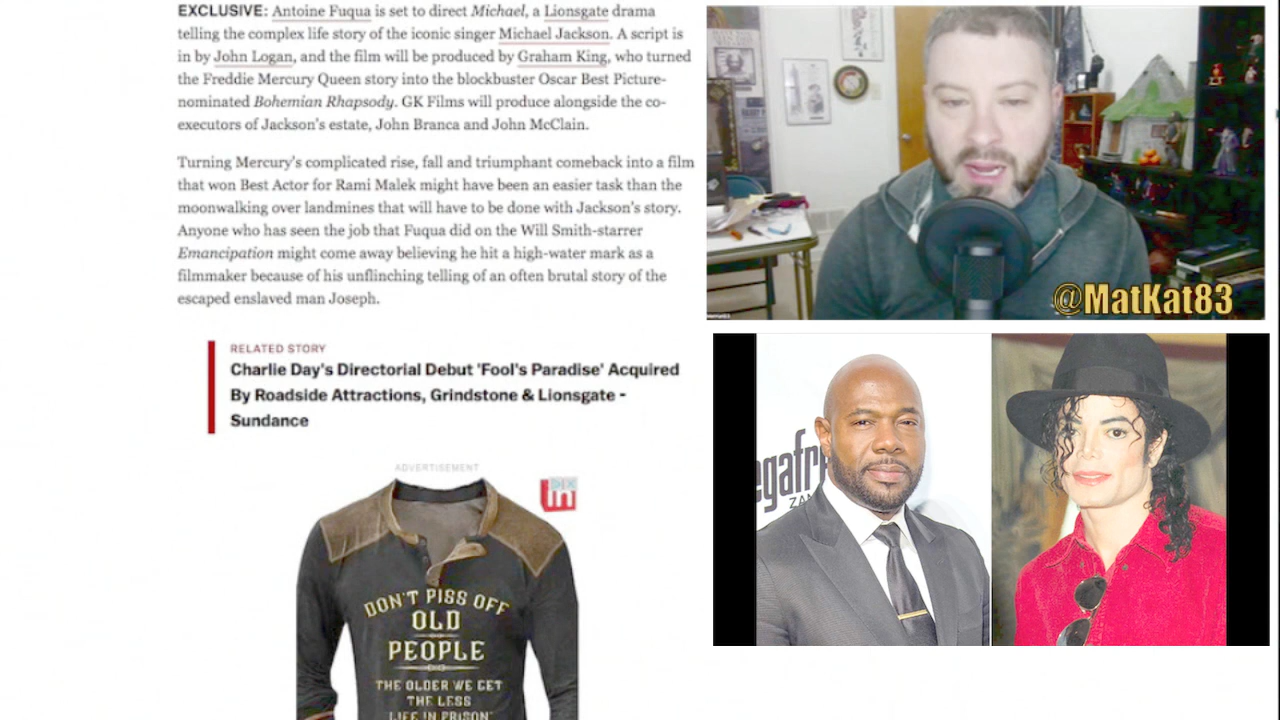 EXCLUSIVE: Antoine Fuqua is set to direct Michael, a Lionsgate drama
telling the complex life story of the iconic singer Michael Jackson. A script is
in by John Logan, and the film will be produced by Graham King, who turned
the Freddie Mercury Queen story into the blockbuster Oscar Best Picture-
nominated Bohemian Rhapsody. GK Films will produce alongside the co-
executors of Jackson's estate, John Branca and John McClain.
Turning Mercury's complicated rise, fall and triumphant comeback into a film
that won Best Actor for Rami Malek might have been an easier task than the
moonwalking over landmines that will have to be done with Jackson's story.
Anyone who has seen the job that Fuqua did on the Will Smith-starrer
Emancipation might come away believing he hit a high-water mark as a
filmmaker because of his unflinching telling of an often brutal story of the
escaped enslaved man Joseph.
RELATED STORY
Charlie Day's Directorial Debut 'Fool's Paradise' Acquired
By Roadside Attractions, Grindstone & Lionsgate -
Sundance
ADVERTISEMENT
DON'T PISS OFF
OLD
PEOPLE
THE OLDER WE GET
THE LESS
"LIFE IN PRISON"
@MatKat83
egafr
ZAN